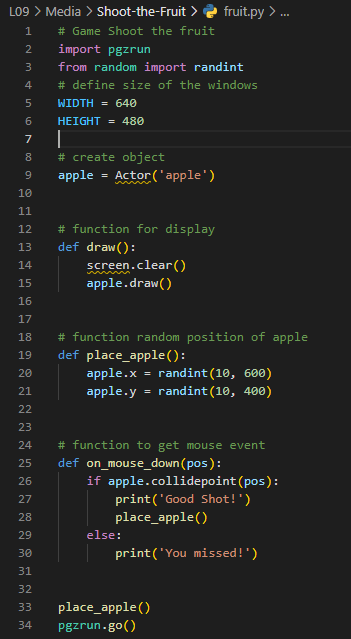 L09 > Media > Shoot-the-Fruit > fruit.py > ...
1 # Game Shoot the fruit
2 import pgzrun
3 from random import randint
4 # define size of the windows
5 WIDTH = 640
6 HEIGHT = 480
7
8 # create object
9 apple = Actor('apple')
10
11
12 # function for display
13 def draw():
14     screen.clear()
15     apple.draw()
16
17
18 # function random position of apple
19 def place_apple():
20     apple.x = randint(10, 600)
21     apple.y = randint(10, 400)
22
23
24 # function to get mouse event
25 def on_mouse_down(pos):
26     if apple.collidepoint(pos):
27         print('Good Shot!')
28         place_apple()
29     else:
30         print('You missed!')
31
32
33 place_apple()
34 pgzrun.go()